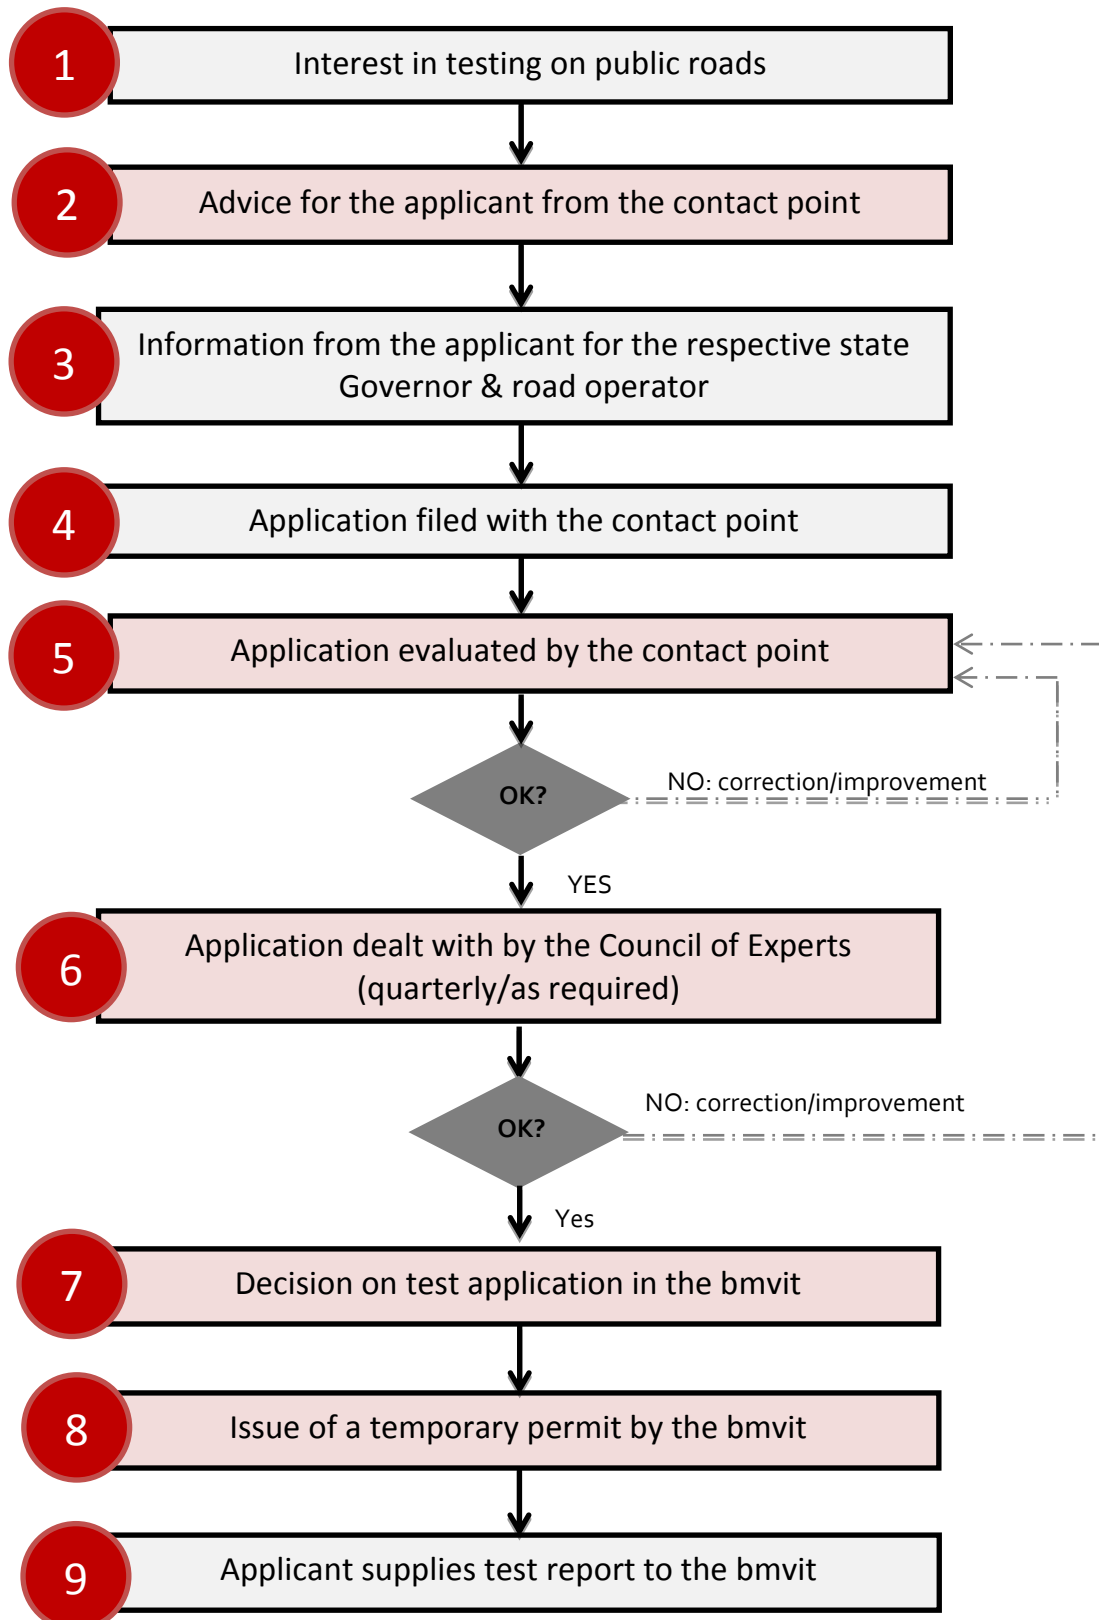 1
Interest in testing on public roads
2
Advice for the applicant from the contact point
3
Information from the applicant for the respective state
Governor & road operator
4
Application filed with the contact point
5
Application evaluated by the contact point
OK?
NO: correction/improvement
YES
6
Application dealt with by the Council of Experts
(quarterly/as required)
OK?
NO: correction/improvement
Yes
7
Decision on test application in the bmvit
8
Issue of a temporary permit by the bmvit
9
Applicant supplies test report to the bmvit